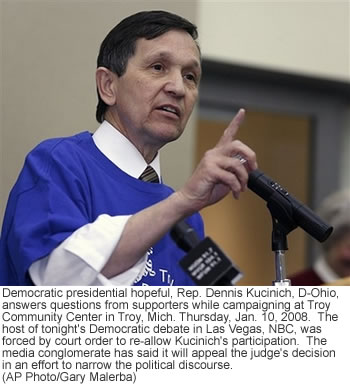 Democratic presidential hopeful, Rep. Dennis Kucinich, D-Ohio,
answers questions from supporters while campaigning at Troy
Community Center in Troy, Mich. Thursday, Jan. 10, 2008.  The
host of tonight's Democratic debate in Las Vegas, NBC, was
forced by court order to re-allow Kucinich's participation.  The
media conglomerate has said it will appeal the judge's decision
in an effort to narrow the political discourse.
(AP Photo/Gary Malerba)